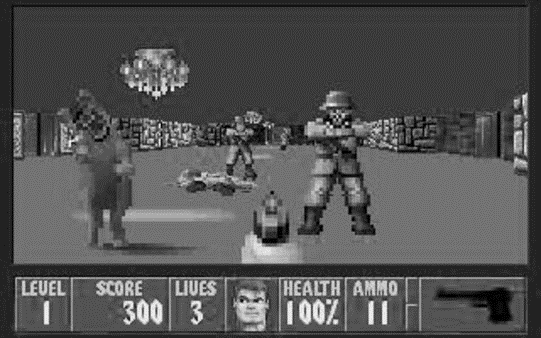 LEVEL SCORE LIVES HEALTH AMMO
1 300 3 100% 11